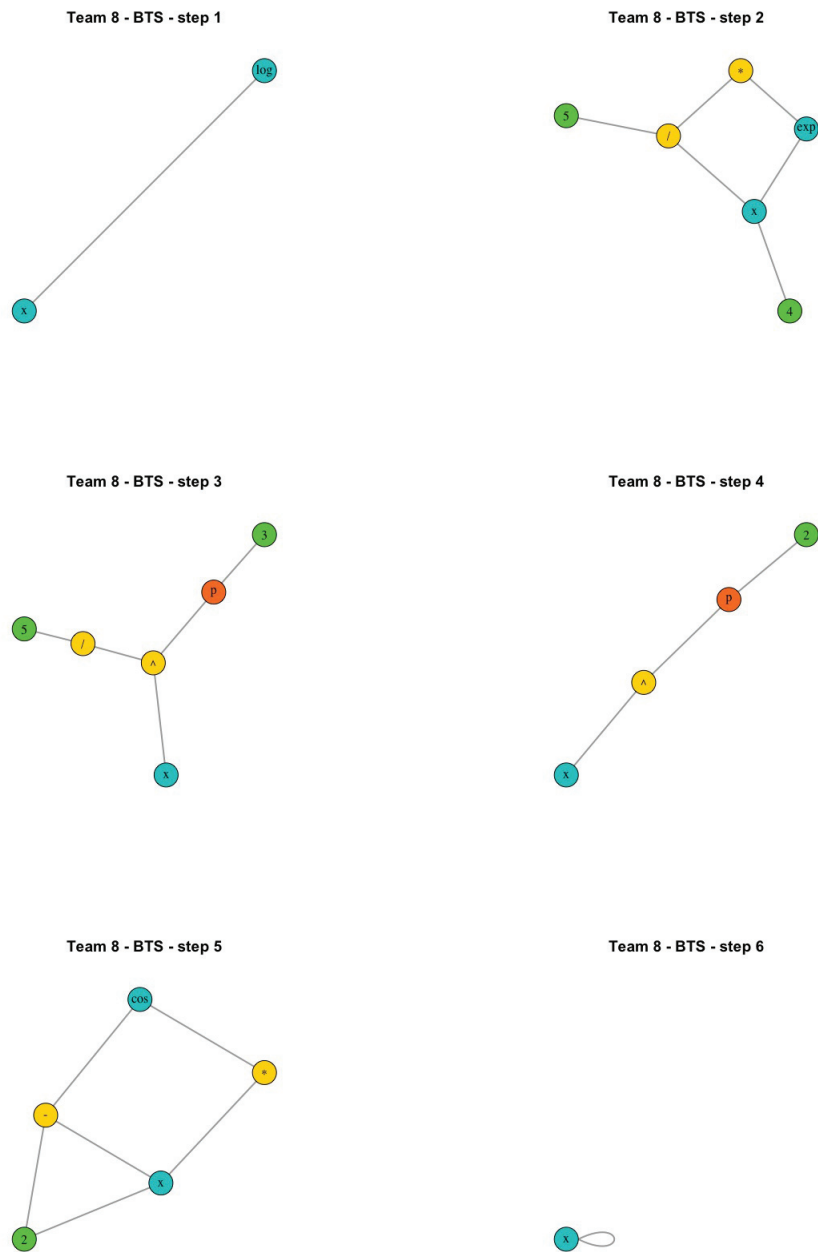 Team 8 - BTS - step 1
log
x
Team 8 - BTS - step 2
*
5
/
exp
x
4
Team 8 - BTS - step 3
3
p
5
/
^
x
Team 8 - BTS - step 4
2
p
^
x
Team 8 - BTS - step 5
cos
*
-
x
2
Team 8 - BTS - step 6
x